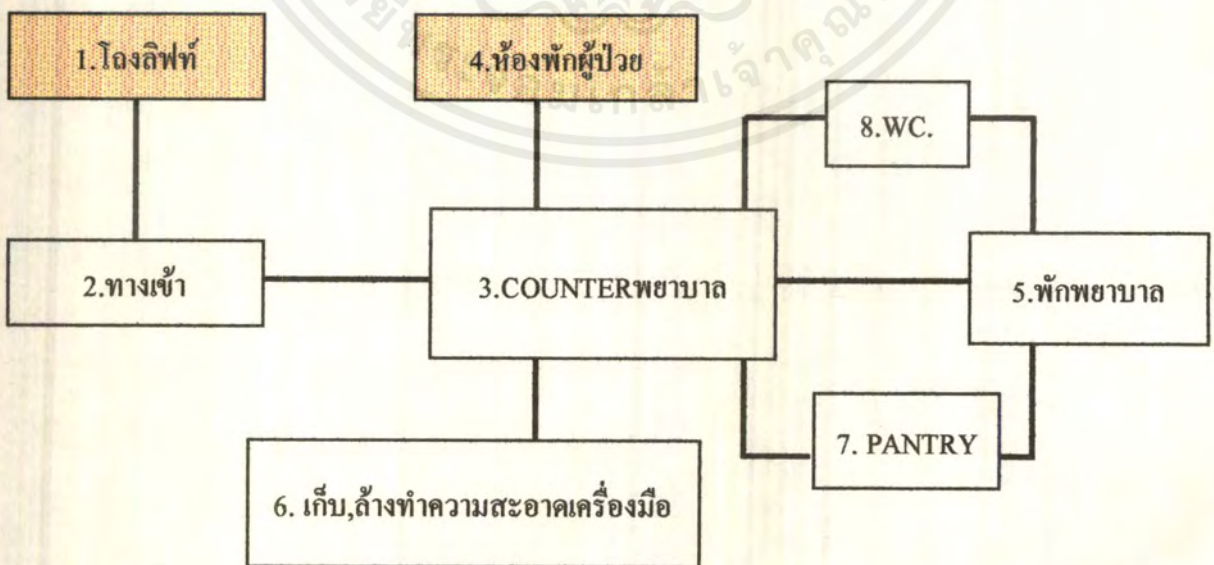 1.โถงลิฟท์
4.ห้องพักผู้ป่วย
8.WC.
2.ทางเข้า
3.COUNTERพยาบาล
5.พักพยาบาล
7. PANTRY
6. เก็บ,ล้างทำความสะอาดเครื่องมือ